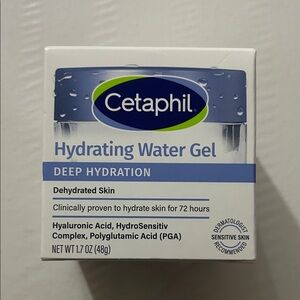 Cetaphil
Hydrating Water Gel
DEEP HYDRATION
Dehydrated Skin
Clinically proven to hydrate skin for 72 hours
Hyaluronic Acid, HydroSensitiv
Complex, Polyglutamic Acid (PGA)
NET WT 1.7 OZ (48g)
DERMATOLOGIST
SENSITIVE SKIN
RECOMMENDED